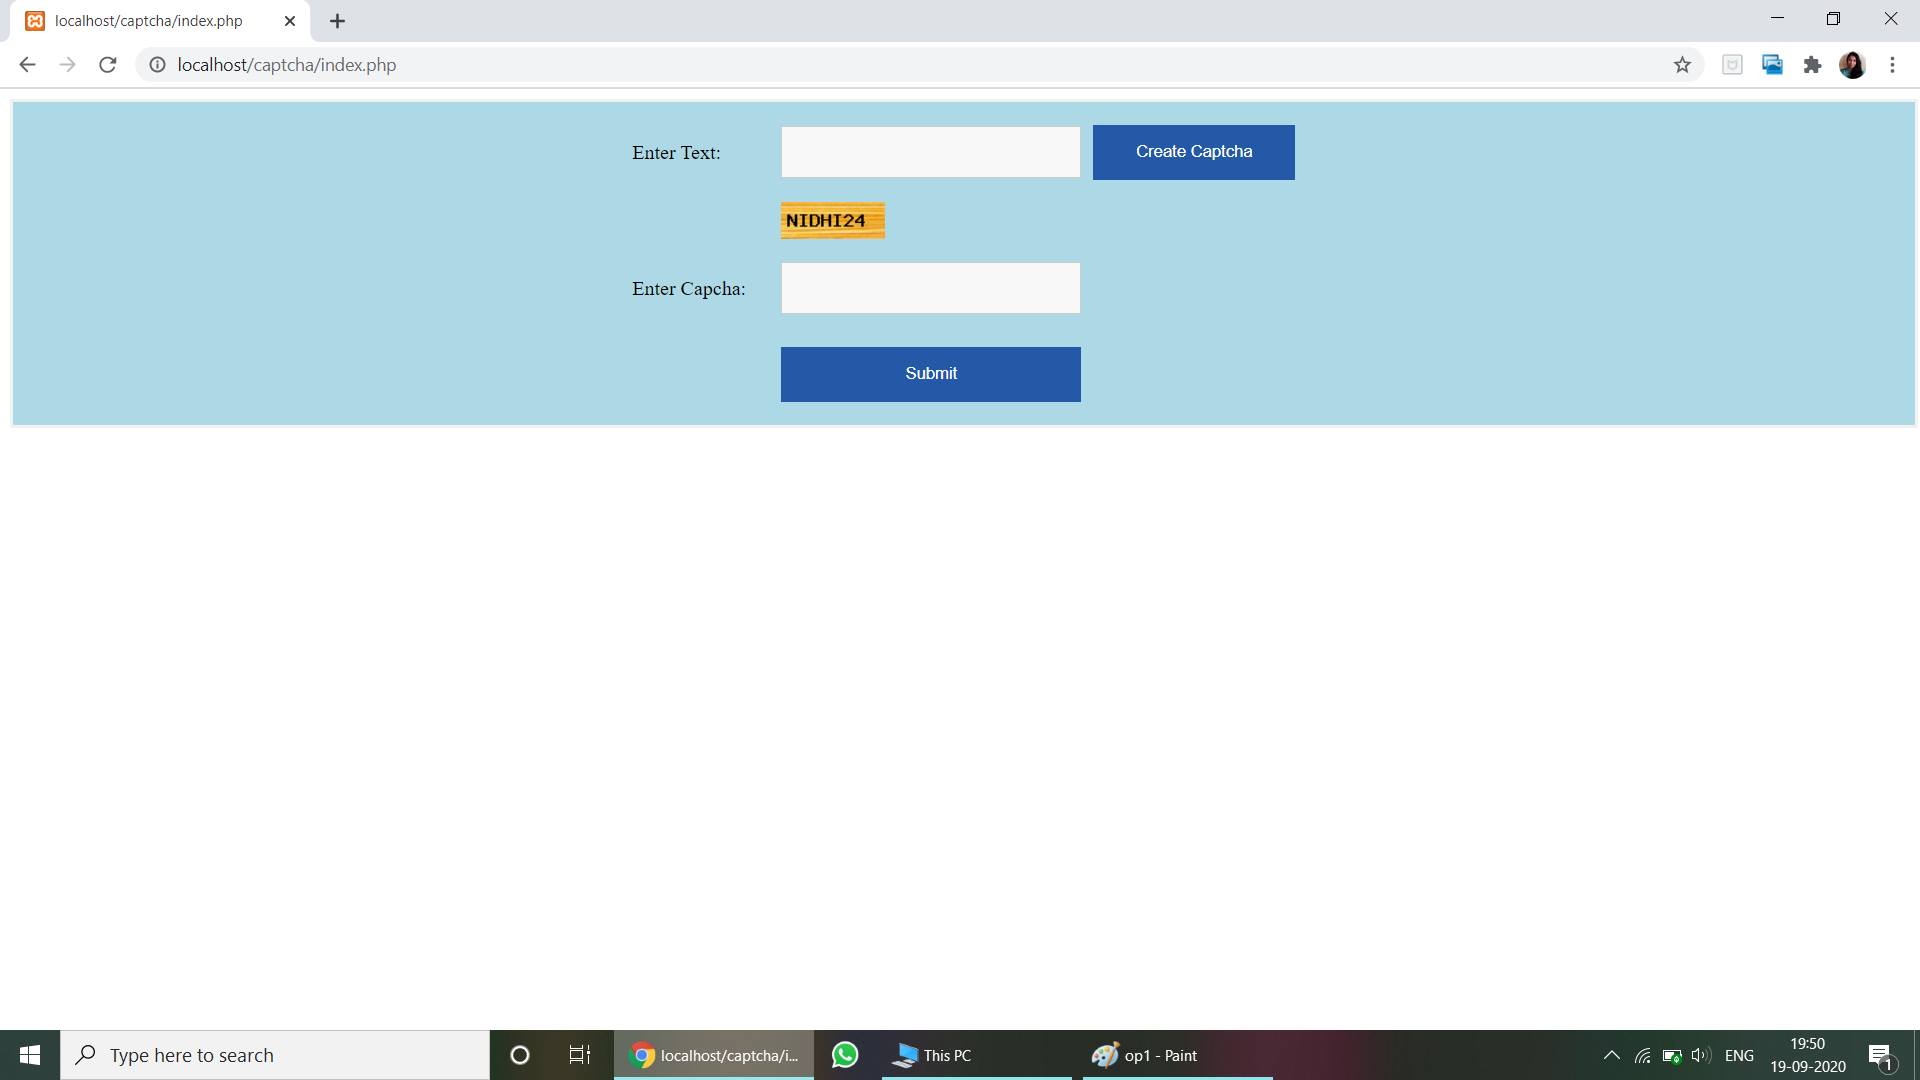 localhost/captcha/index.php
localhost/captcha/index.php
Enter Text:
Create Captcha
NIDHI24
Enter Capcha:
Submit
Type here to search
localhost/captcha/i...
This PC
op1 - Paint
ENG
19:50
19-09-2020
1